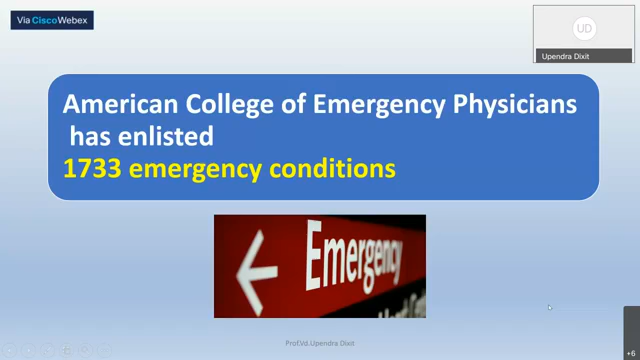 Via Cisco Webex
UD
Upendra Dixit
American College of Emergency Physicians
has enlisted
1733 emergency conditions
Emergency
Prof.Vd.Upendra Dixit
+6